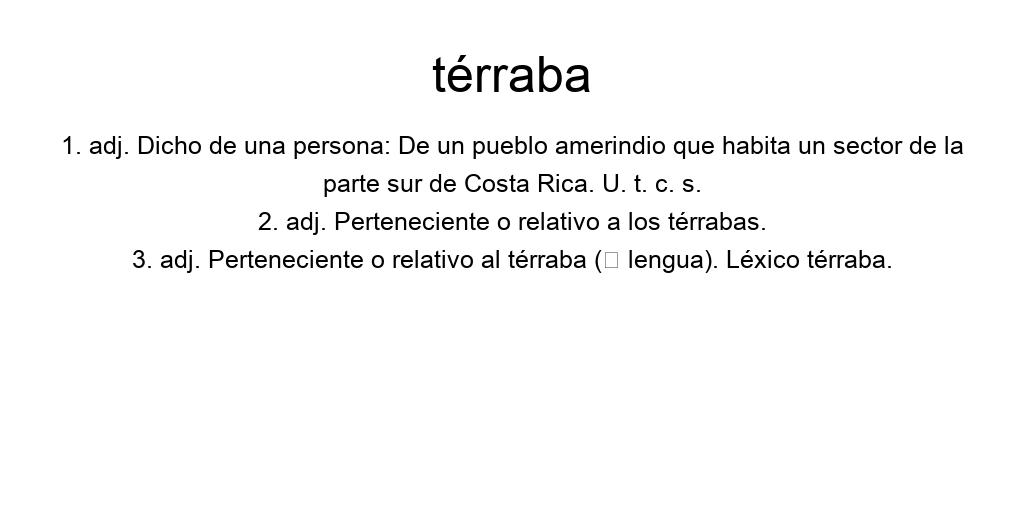 térraba
1. adj. Dicho de una persona: De un pueblo amerindio que habita un sector de la
parte sur de Costa Rica. U. t. c. s.
2. adj. Perteneciente o relativo a los térrabas.
3. adj. Perteneciente o relativo al térraba (□ lengua). Léxico térraba.